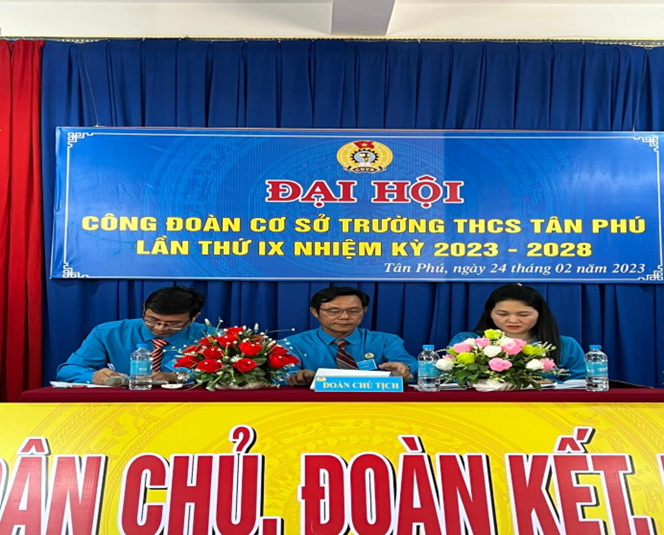 ĐẠI HỘI
CÔNG ĐOÀN CƠ SỞ TRƯỜNG THCS TÂN PHÚ
LẦN THỨ IX NHIỆM KỲ 2023 - 2028
Tân Phú, ngày 24 tháng 02 năm 2023
ĐOÀN CHỦ TỊCH
ÂN CHỦ, ĐOÀN KẾT,